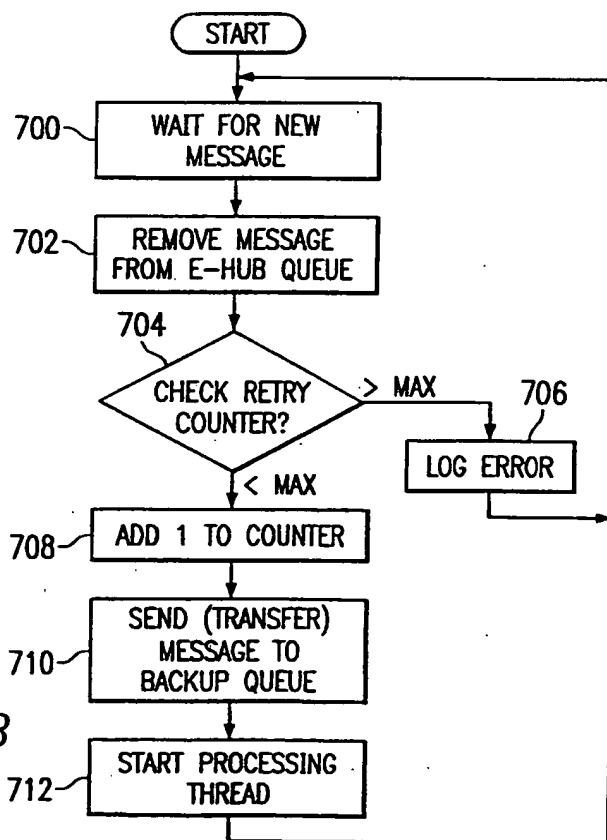 START
700
WAIT FOR NEW
MESSAGE
702
REMOVE MESSAGE
FROM E-HUB QUEUE
704
CHECK RETRY
COUNTER?
> MAX
706
LOG ERROR
< MAX
708
ADD 1 TO COUNTER
710
SEND (TRANSFER)
MESSAGE TO
BACKUP QUEUE
712
START PROCESSING
THREAD